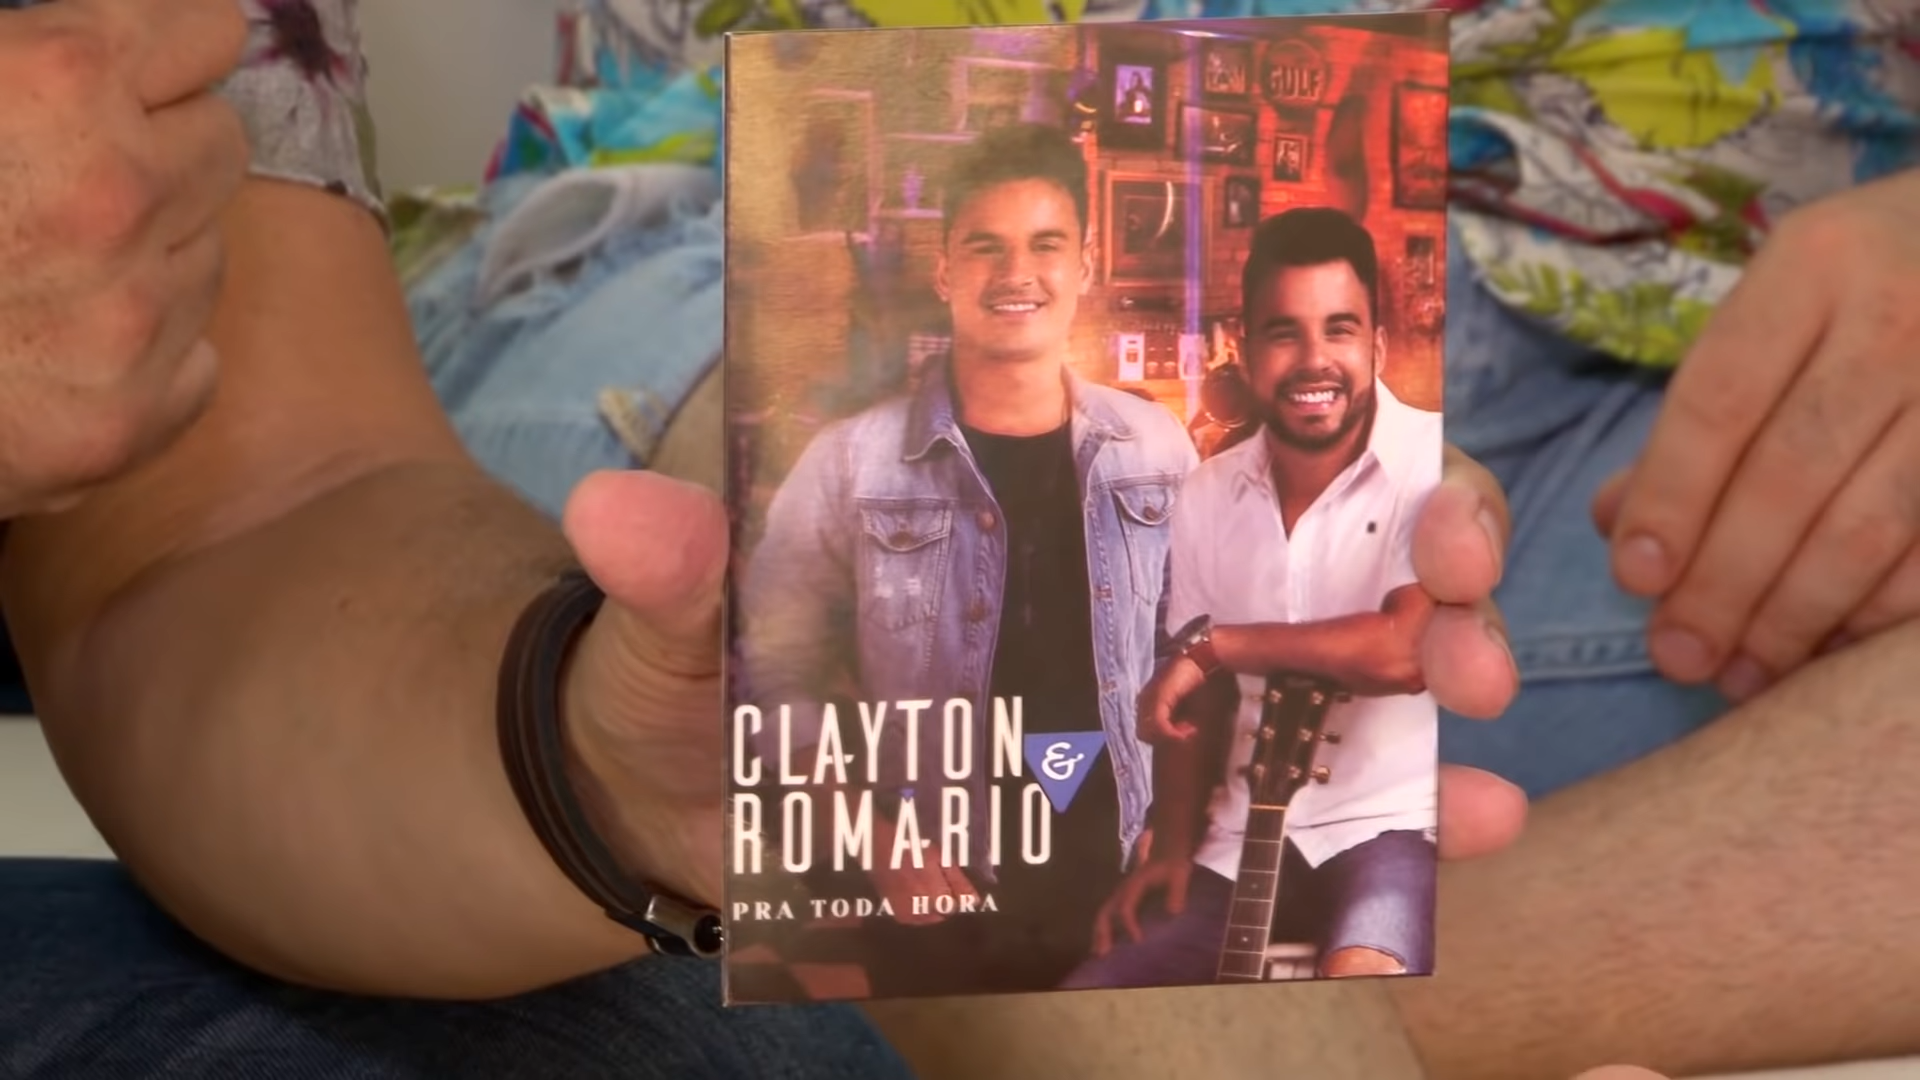 GULF
CLAYTON
&
ROMARIO
PRA TODA HORA